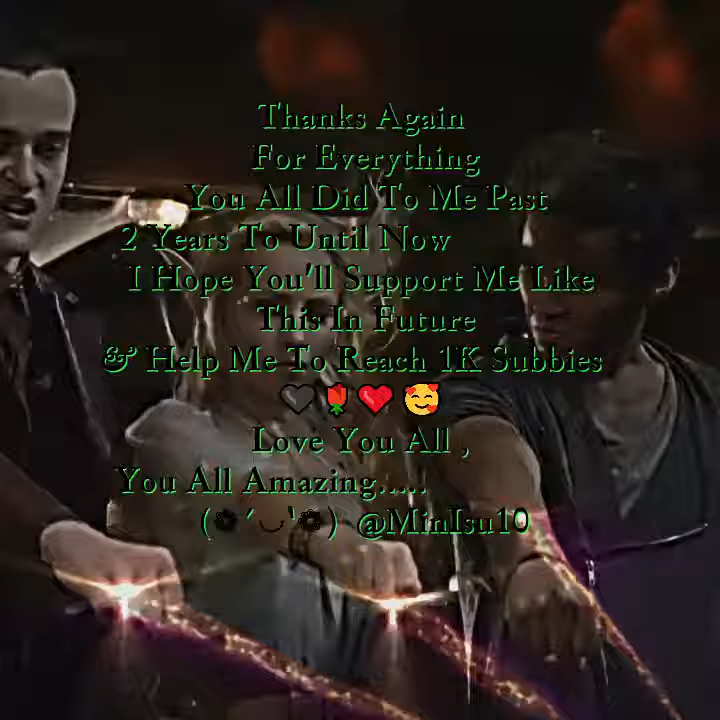 Thanks Again
For Everything
You All Did To Me Past
2 Years To Until Now
I Hope You'll Support Me Like
This In Future
& Help Me To Reach 1K Subbies
🖤🌹❤️ 🥰
Love You All ,
You All Amazing.....
(✿´◡`✿) @MinIsu10